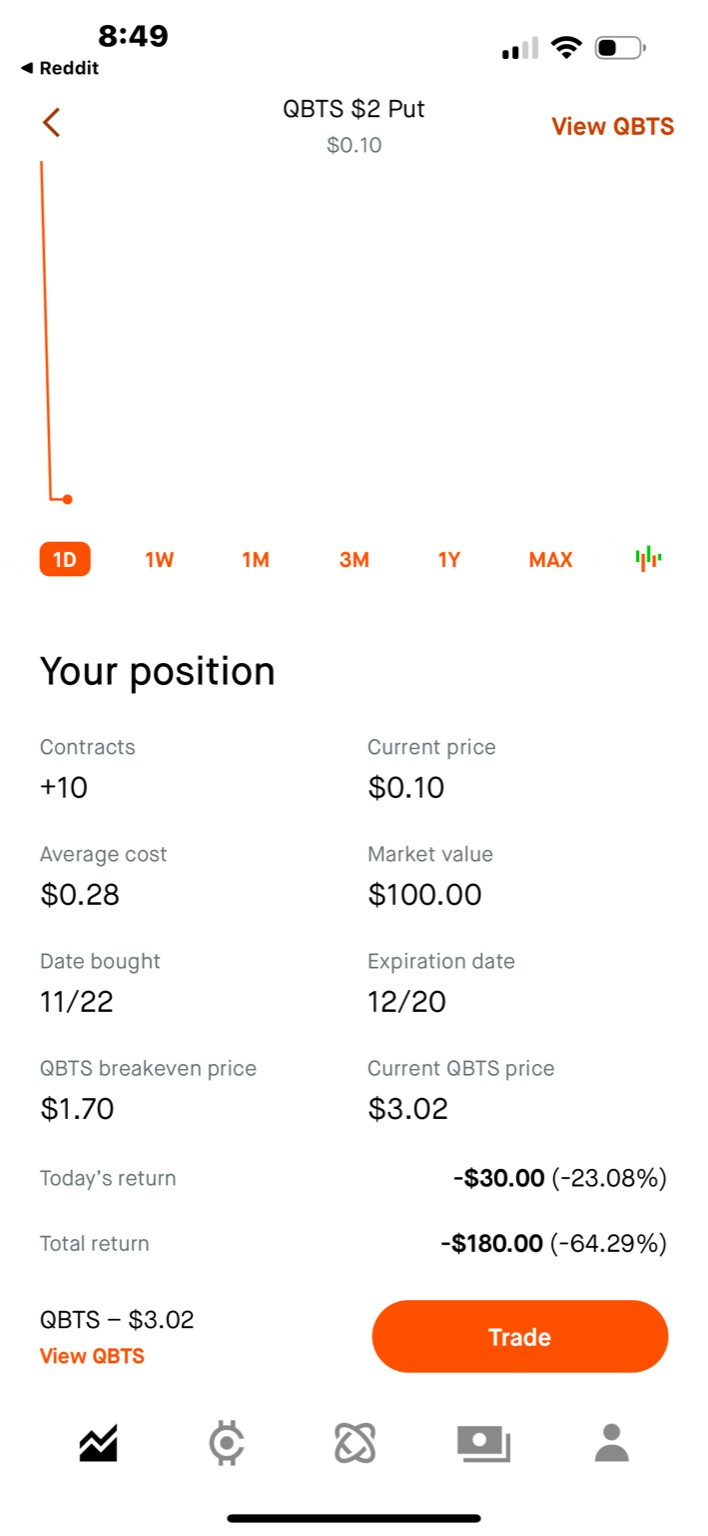 8:49
◀ Reddit
QBTS $2 Put
$0.10
View QBTS
1D 1W 1M 3M 1Y MAX
Your position
Contracts
+10
Current price
$0.10
Average cost
$0.28
Market value
$100.00
Date bought
11/22
Expiration date
12/20
QBTS breakeven price
$1.70
Current QBTS price
$3.02
Today's return
-$30.00 (-23.08%)
Total return
-$180.00 (-64.29%)
QBTS – $3.02
View QBTS
Trade